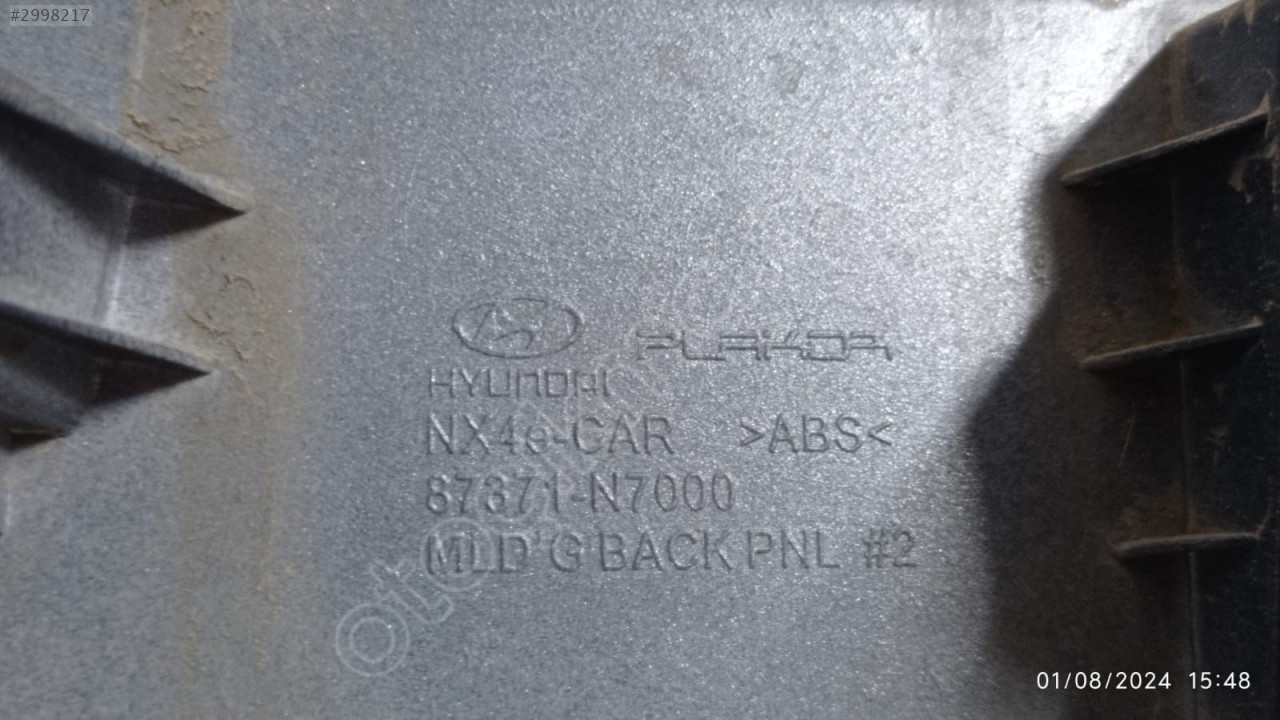 #2998217
PLAKOR
HYUNDAI
NX4e-CAR >ABS<
87371-N7000
MLD'G BACK PNL #2
01/08/2024 15:48